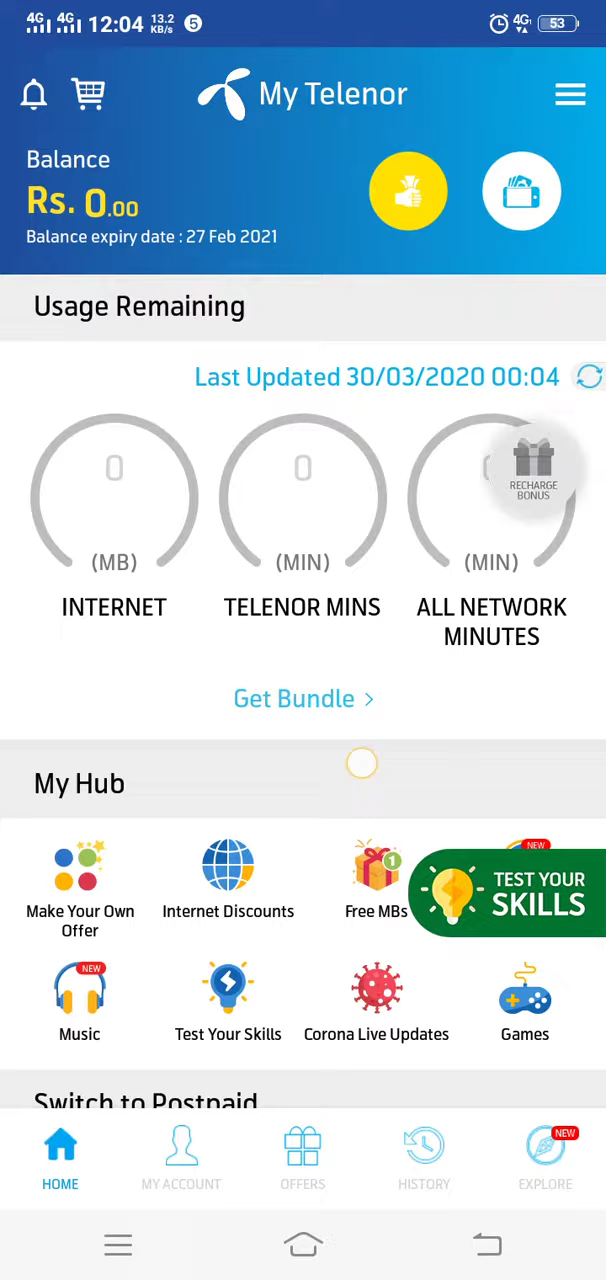 4G 4G 12:04 13.2 KB/s 5 4G 53
My Telenor
Balance
Rs. 0.00
Balance expiry date : 27 Feb 2021
Usage Remaining
Last Updated 30/03/2020 00:04
0 0
RECHARGE
BONUS
(MB) (MIN) (MIN)
INTERNET TELENOR MINS ALL NETWORK
MINUTES
Get Bundle >
My Hub
NEW
1
TEST YOUR
SKILLS
Make Your Own
Offer
Internet Discounts
Free MBs
NEW
Music Test Your Skills Corona Live Updates Games
Switch to Postpaid
NEW
HOME MY ACCOUNT OFFERS HISTORY EXPLORE